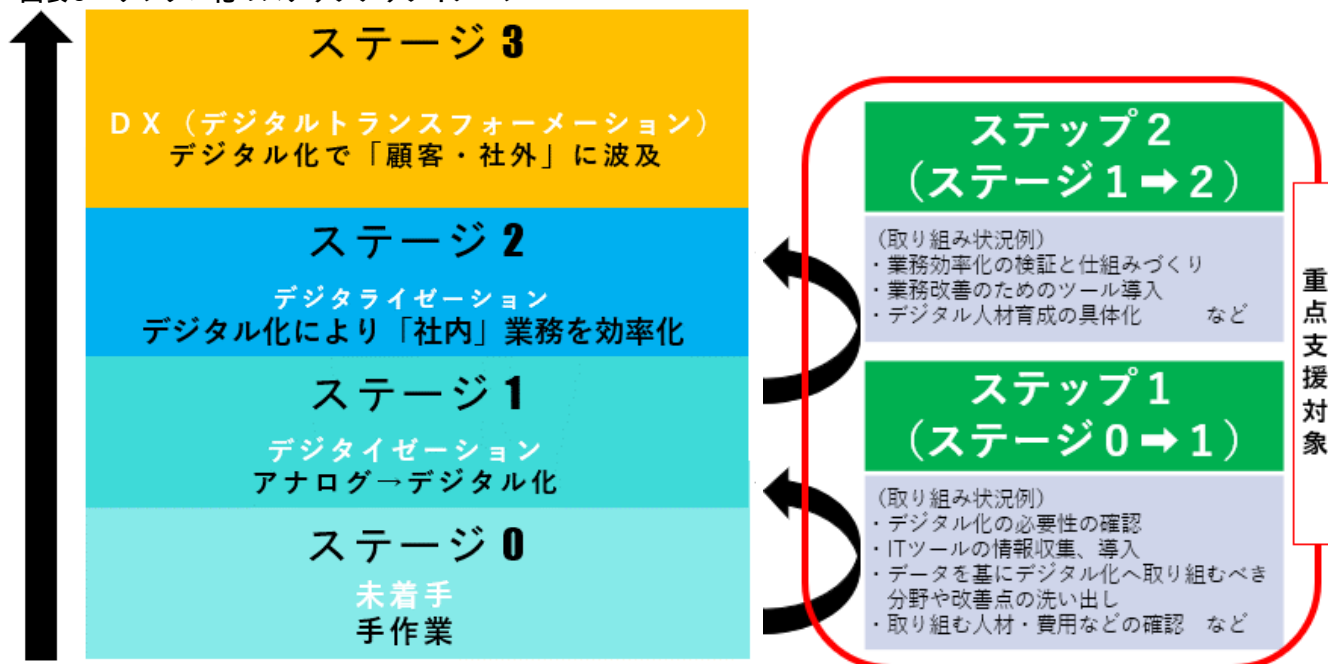 ステージ 3
ＤＸ（デジタルトランスフォーメーション）
デジタル化で「顧客・社外」に波及
ステージ 2
デジタライゼーション
デジタル化により「社内」業務を効率化
ステージ 1
デジタイゼーション
アナログ→デジタル化
ステージ 0
未着手
手作業
ステップ２
（ステージ１➡２）
（取り組み状況例）
・業務効率化の検証と仕組みづくり
・業務改善のためのツール導入
・デジタル人材育成の具体化　　　など
ステップ１
（ステージ０➡１）
（取り組み状況例）
・デジタル化の必要性の確認
・ITツールの情報収集、導入
・データを基にデジタル化へ取り組むべき
分野や改善点の洗い出し
・取り組む人材・費用などの確認　など
重点支援対象